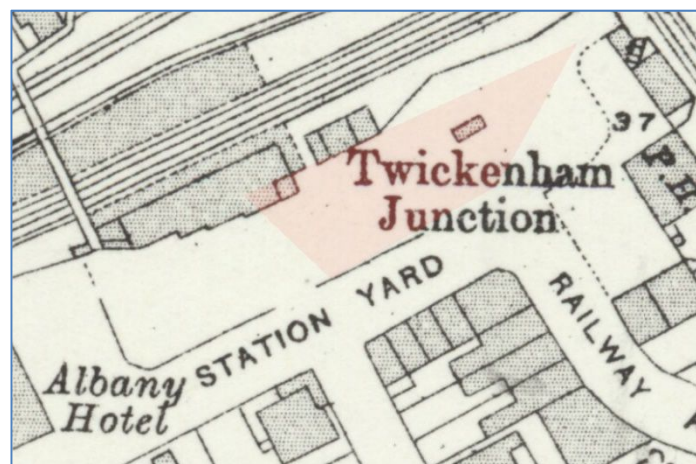 37
P.H.
Twickenham
Junction
STATION YARD
RAILWAY
Albany
Hotel